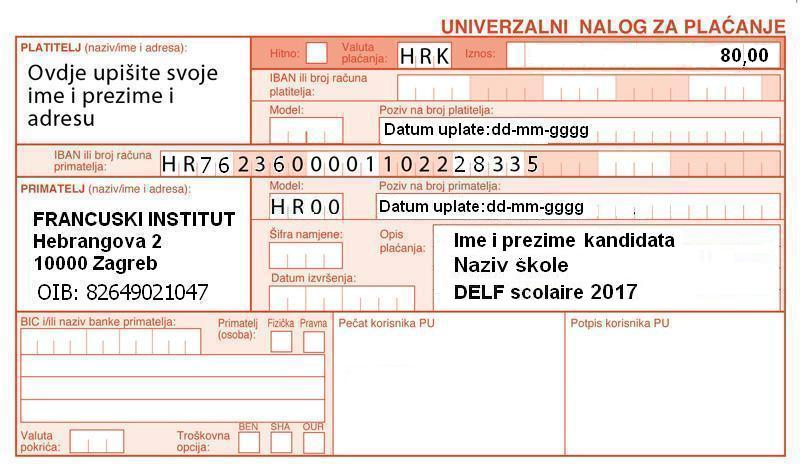 UNIVERZALNI NALOG ZA PLAĆANJE
PLATITELJ (naziv/ime i adresa):
Ovdje upišite svoje
ime i prezime i
adresu
Hitno:
Valuta
plaćanja:
HRK
Iznos:
80,00
IBAN ili broj računa
platitelja:
Model:
Poziv na broj platitelja:
Datum uplate:dd-mm-gggg
IBAN ili broj računa
primatelja:
HR7623600001102228335
PRIMATELJ (naziv/ime i adresa):
FRANCUSKI INSTITUT
Hebrangova 2
10000 Zagreb
OIB: 82649021047
Model:
HR00
Poziv na broj primatelja:
Datum uplate:dd-mm-gggg
Šifra namjene:
Datum izvršenja:
Opis
plaćanja:
Ime i prezime kandidata
Naziv škole
DELF scolaire 2017
BIC i/ili naziv banke primatelja:
Primatelj
(osoba):
Fizička
Pravna
Valuta
pokrića:
Troškovna
opcija:
BEN
SHA
OUR
Pečat korisnika PU
Potpis korisnika PU